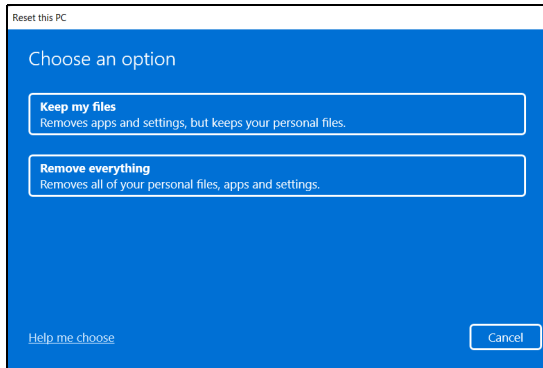 Reset this PC
Choose an option
Keep my files
Removes apps and settings, but keeps your personal files.
Remove everything
Removes all of your personal files, apps and settings.
Help me choose
Cancel